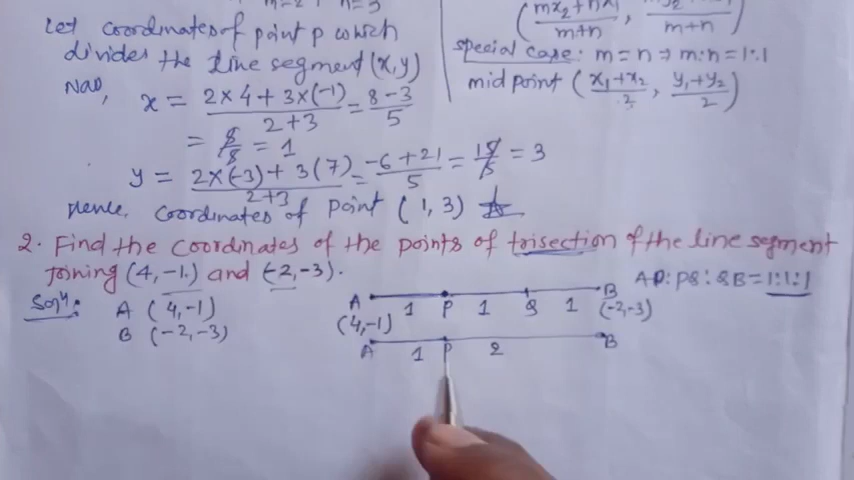 m=2, n=3
Let coordinates of point p which
divides the line segment (x,y)
Now,
x = 2×4+3×(-1) / 2+3 = 8-3 / 5
= 5/5 = 1
y = 2×(-3)+3(7) / 2+3 = -6+21 / 5 = 15/5 = 3
Hence, coordinates of point (1,3)
(mx2+nx1 / m+n, my2+ny1 / m+n)
special case: m=n ⇒ m:n=1:1
mid point (x1+x2 / 2, y1+y2 / 2)
2. Find the coordinates of the points of trisection of the line segment
joining (4,-1) and (-2,-3).
Soln:
A (4,-1)
B (-2,-3)
A 1 P 1 Q 1 B
(4,-1) (-2,-3)
AP:PQ:QB=1:1:1
A 1 P 2 B